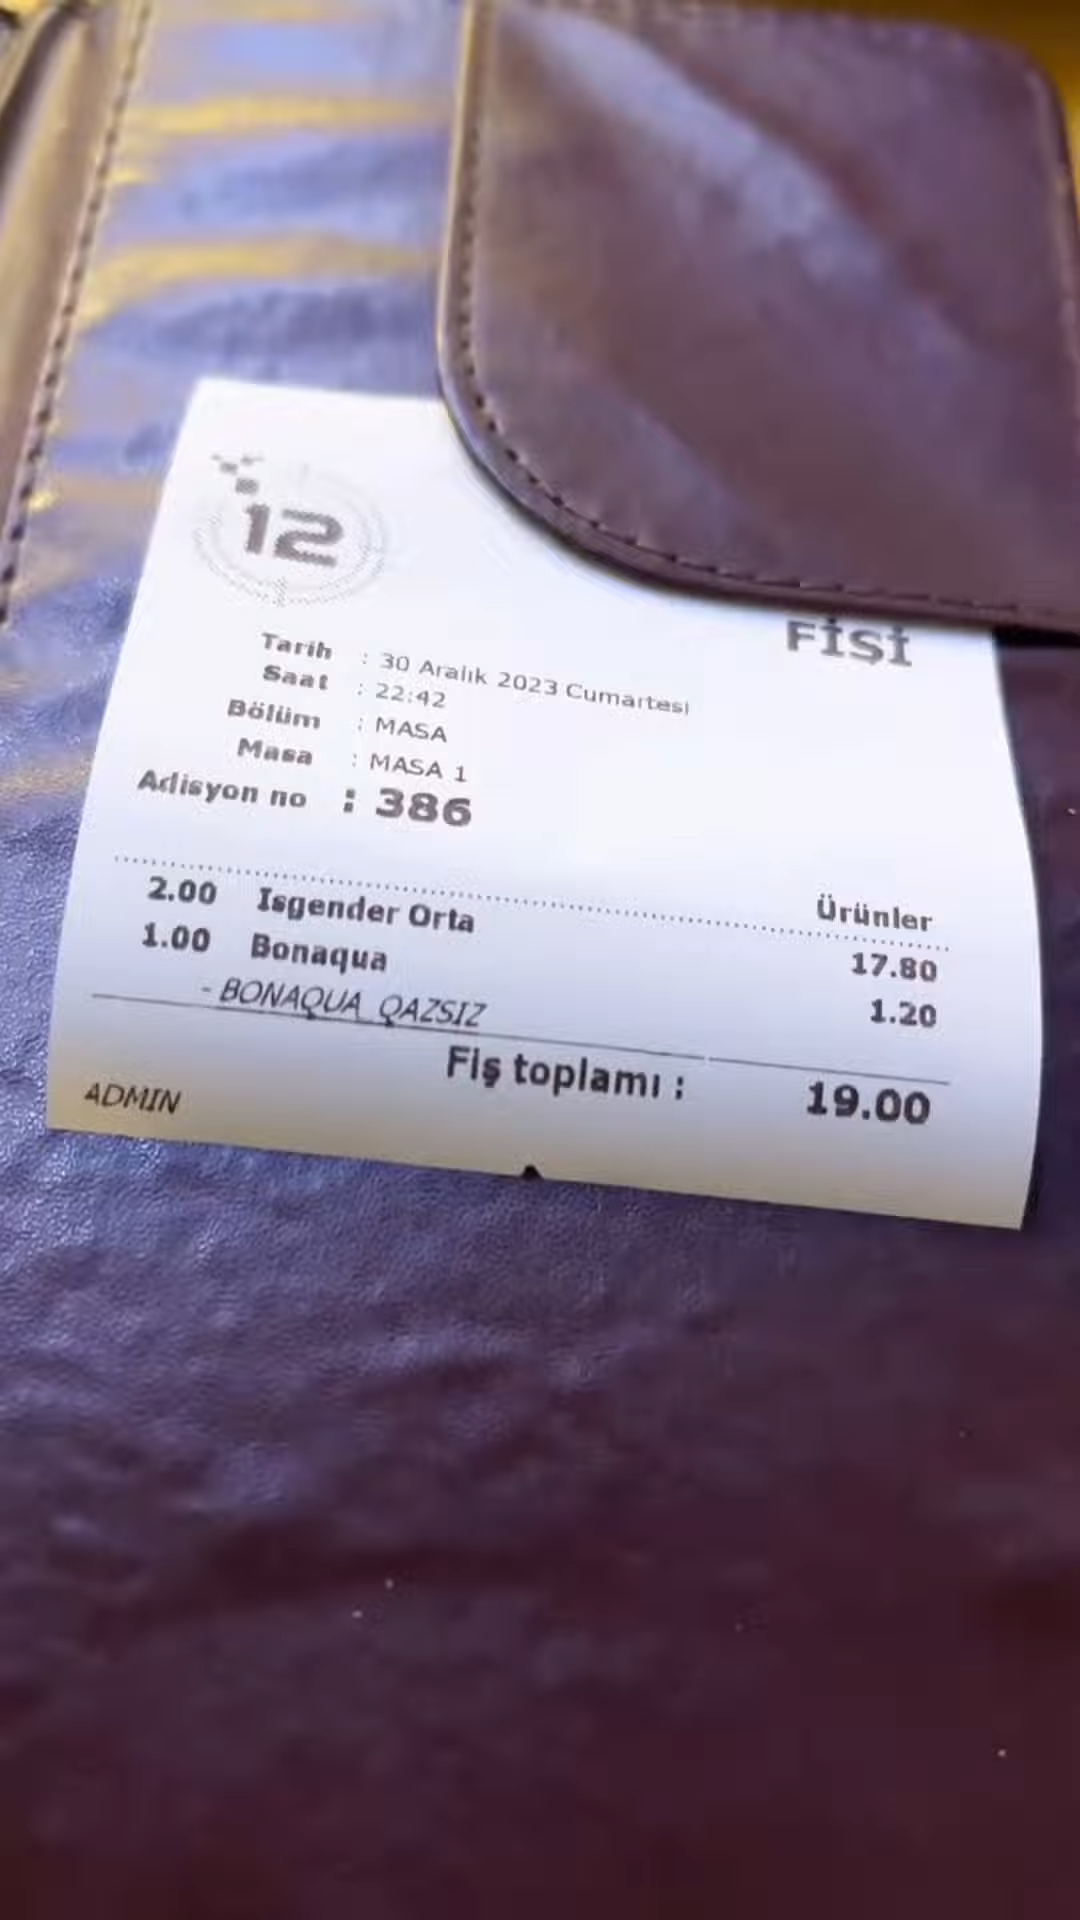 12
FİŞİ
Tarih : 30 Aralık 2023 Cumartesi
Saat : 22:42
Bölüm : MASA
Masa : MASA 1
Adisyon no : 386
Ürünler
2.00 Isgender Orta 17.80
1.00 Bonaqua 1.20
- BONAQUA QAZSIZ
Fiş toplamı : 19.00
ADMIN